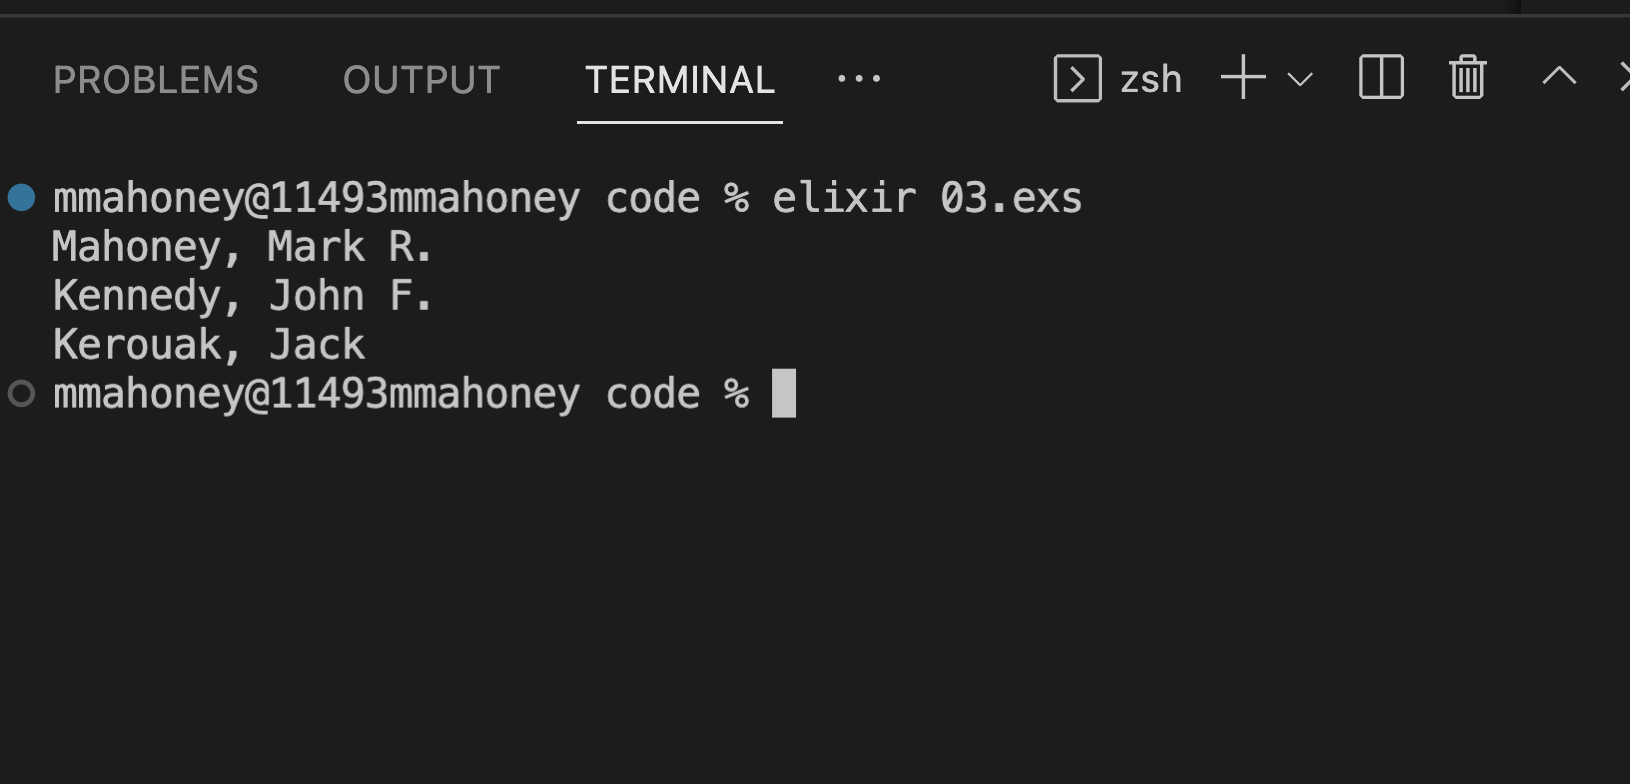 PROBLEMS OUTPUT TERMINAL ... zsh
mmahoney@11493mmahoney code % elixir 03.exs
Mahoney, Mark R.
Kennedy, John F.
Kerouak, Jack
mmahoney@11493mmahoney code %